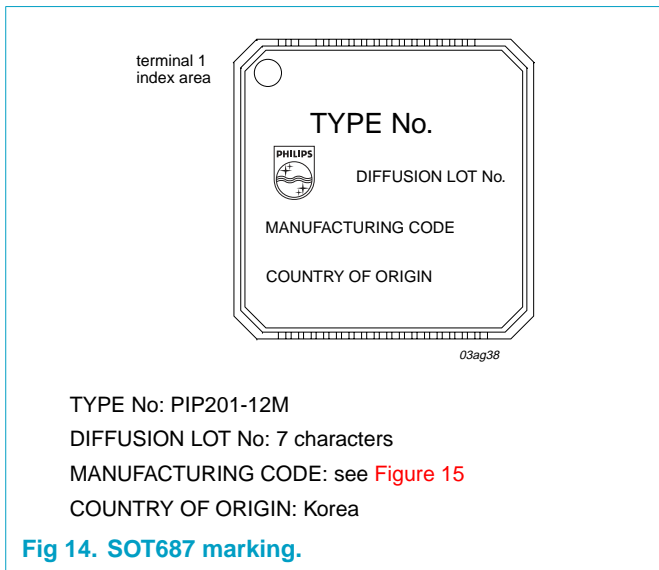 terminal 1
index area
TYPE No.
PHILIPS
DIFFUSION LOT No.
MANUFACTURING CODE
COUNTRY OF ORIGIN
03ag38
TYPE No: PIP201-12M
DIFFUSION LOT No: 7 characters
MANUFACTURING CODE: see Figure 15
COUNTRY OF ORIGIN: Korea
Fig 14. SOT687 marking.